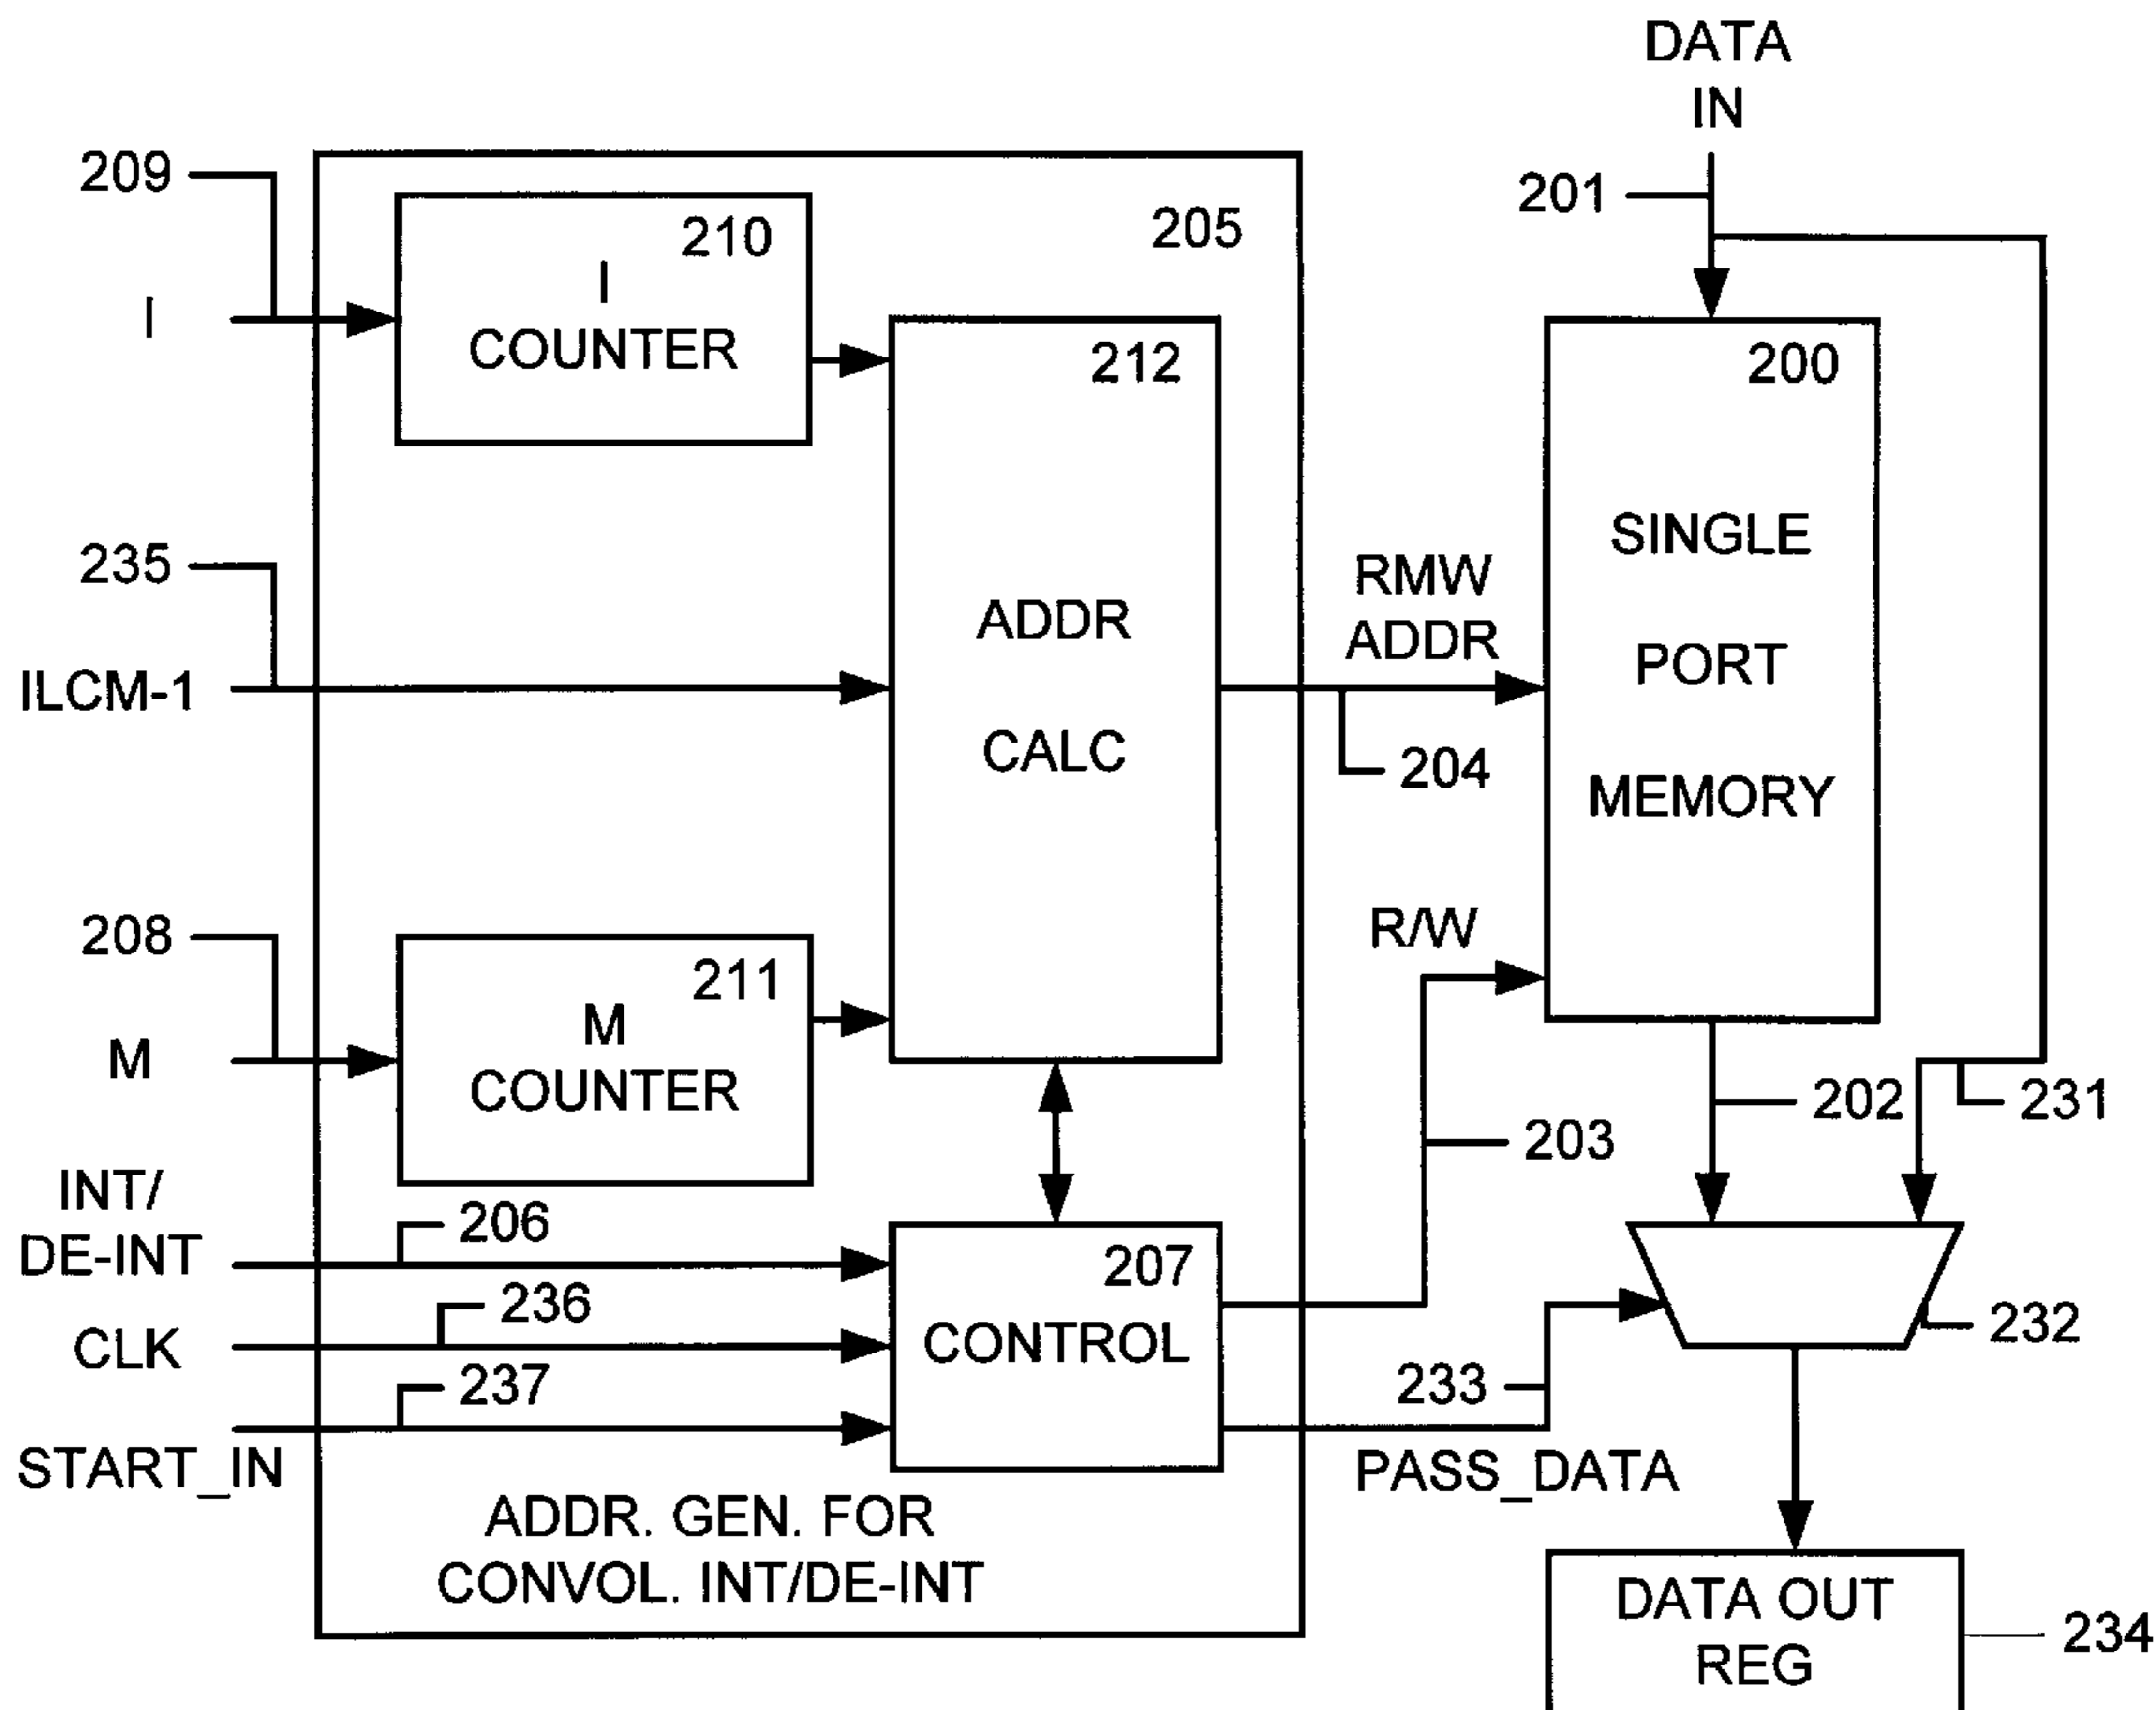 DATA
IN
209
201
210
205
I
I
COUNTER
212
200
SINGLE
235
RMW
ADDR
ADDR
PORT
ILCM-1
CALC
204
MEMORY
208
R/W
211
M
M
COUNTER
202
231
203
INT/
DE-INT
206
207
236
CLK
CONTROL
232
237
233
START_IN
PASS_DATA
ADDR. GEN. FOR
CONVOL. INT/DE-INT
DATA OUT
REG
234